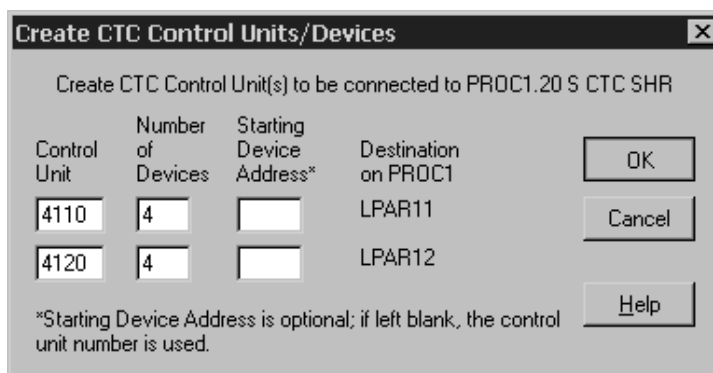 Create CTC Control Units/Devices
Create CTC Control Unit(s) to be connected to PROC1.20 S CTC SHR
Control Unit Number of Devices Starting Device Address* Destination on PROC1
4110 4 LPAR11
4120 4 LPAR12
OK
Cancel
Help
*Starting Device Address is optional; if left blank, the control
unit number is used.